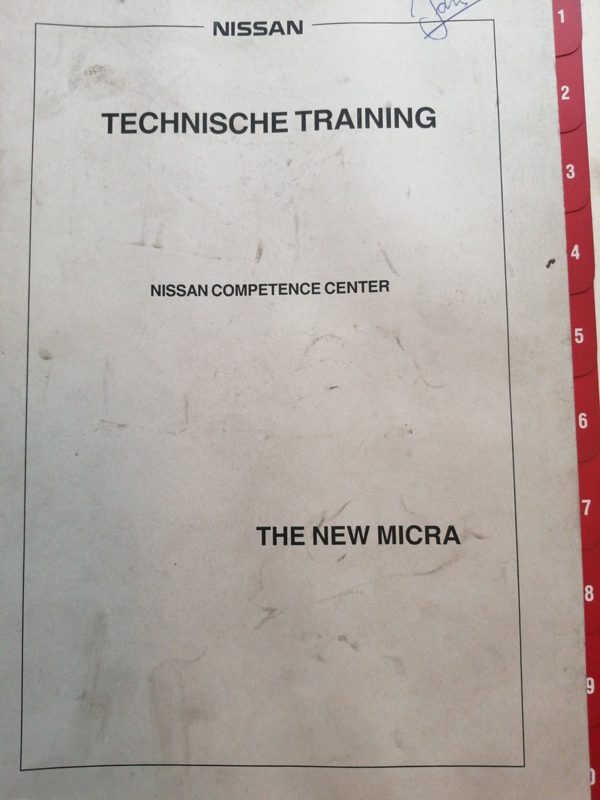 NISSAN
TECHNISCHE TRAINING
NISSAN COMPETENCE CENTER
THE NEW MICRA
1
2
3
4
5
6
7
8
9